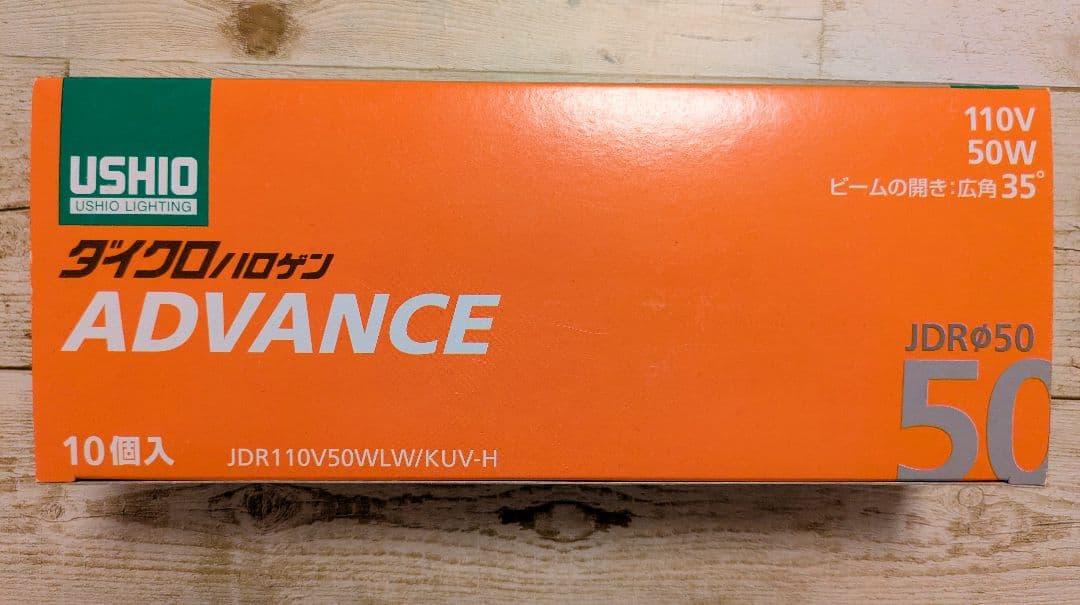 USHIO
USHIO LIGHTING
ダイクロハロゲン
ADVANCE
10個入
JDR110V50WLW/KUV-H
110V
50W
ビームの開き:広角35°
JDRφ50
50